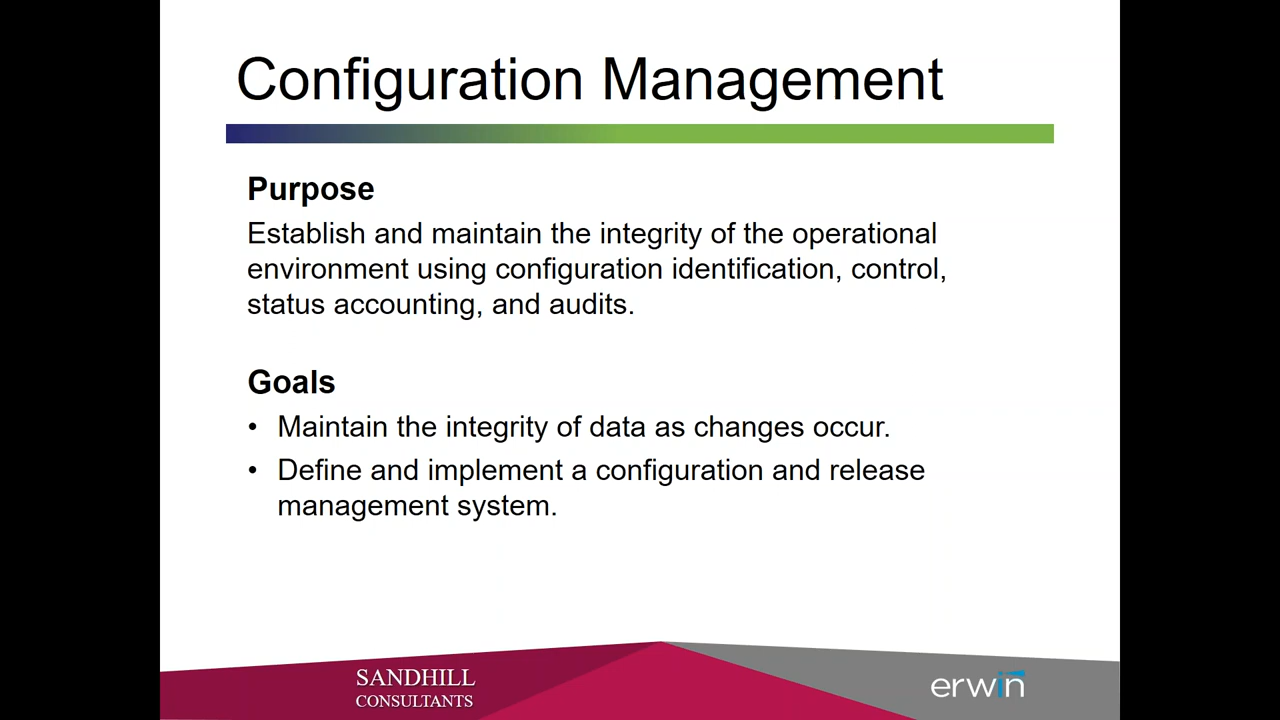 Configuration Management
Purpose
Establish and maintain the integrity of the operational
environment using configuration identification, control,
status accounting, and audits.
Goals
• Maintain the integrity of data as changes occur.
• Define and implement a configuration and release
management system.
SANDHILL
CONSULTANTS
erwin